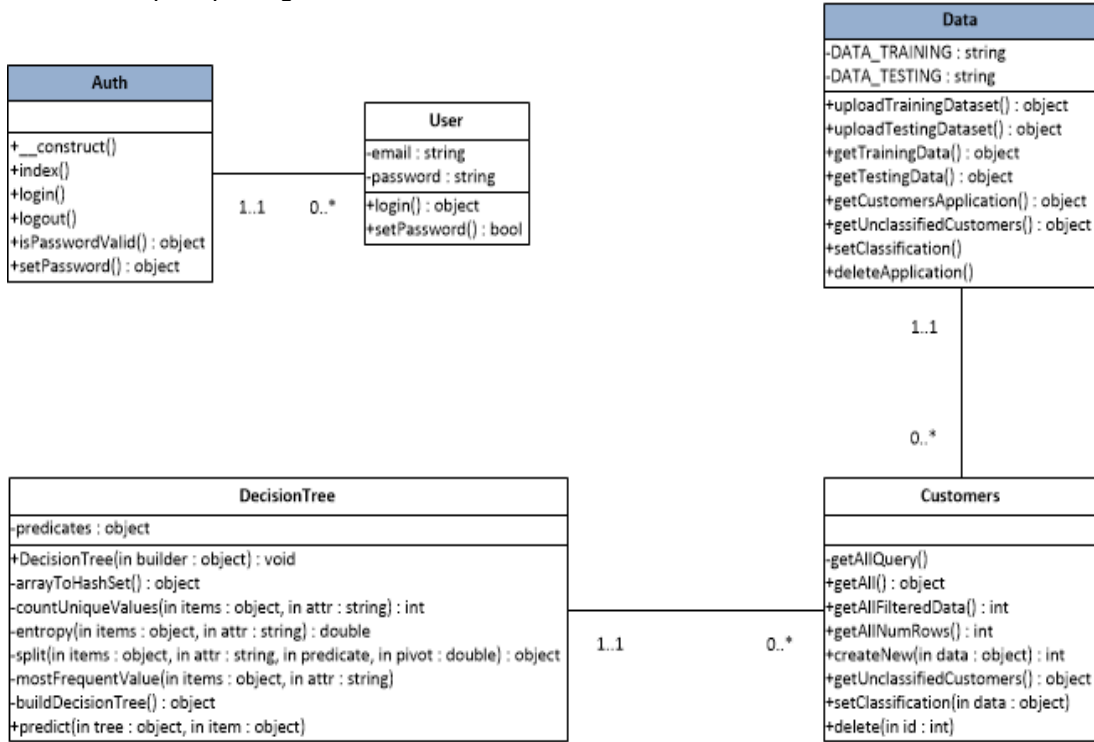 Auth
+__construct()
+index()
+login()
+logout()
+isPasswordValid() : object
+setPassword() : object
1..1
0..*
User
-email : string
-password : string
+login() : object
+setPassword() : bool
Data
-DATA_TRAINING : string
-DATA_TESTING : string
+uploadTrainingDataset() : object
+uploadTestingDataset() : object
+getTrainingData() : object
+getTestingData() : object
+getCustomersApplication() : object
+getUnclassifiedCustomers() : object
+setClassification()
+deleteApplication()
1..1
0..*
DecisionTree
-predicates : object
+DecisionTree(in builder : object) : void
-arrayToHashSet() : object
-countUniqueValues(in items : object, in attr : string) : int
-entropy(in items : object, in attr : string) : double
-split(in items : object, in attr : string, in predicate, in pivot : double) : object
-mostFrequentValue(in items : object, in attr : string)
-buildDecisionTree() : object
+predict(in tree : object, in item : object)
1..1
0..*
Customers
-getAllQuery()
+getAll() : object
+getAllFilteredData() : int
+getAllNumRows() : int
+createNew(in data : object) : int
+getUnclassifiedCustomers() : object
+setClassification(in data : object)
+delete(in id : int)